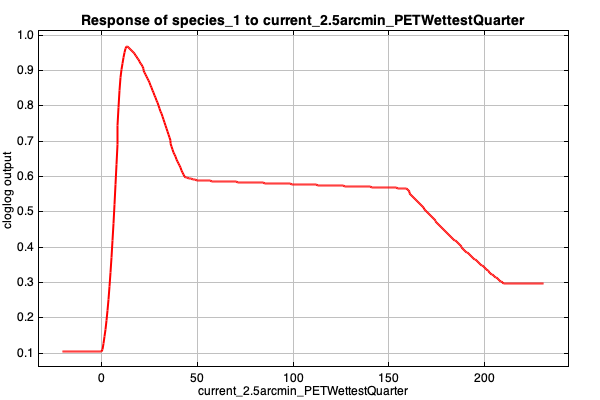 Response of species_1 to current_2.5arcmin_PETWettestQuarter
1.0
0.9
0.8
0.7
0.6
0.5
0.4
0.3
0.2
0.1
cloglog output
0 50 100 150 200
current_2.5arcmin_PETWettestQuarter